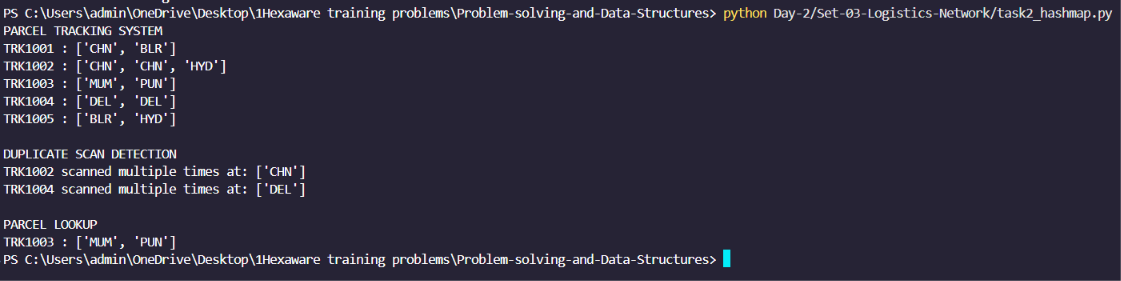 PS C:\Users\admin\OneDrive\Desktop\1Hexaware training problems\Problem-solving-and-Data-Structures> python Day-2/Set-03-Logistics-Network/task2_hashmap.py
PARCEL TRACKING SYSTEM
TRK1001 : ['CHN', 'BLR']
TRK1002 : ['CHN', 'CHN', 'HYD']
TRK1003 : ['MUM', 'PUN']
TRK1004 : ['DEL', 'DEL']
TRK1005 : ['BLR', 'HYD']
DUPLICATE SCAN DETECTION
TRK1002 scanned multiple times at: ['CHN']
TRK1004 scanned multiple times at: ['DEL']
PARCEL LOOKUP
TRK1003 : ['MUM', 'PUN']
PS C:\Users\admin\OneDrive\Desktop\1Hexaware training problems\Problem-solving-and-Data-Structures>